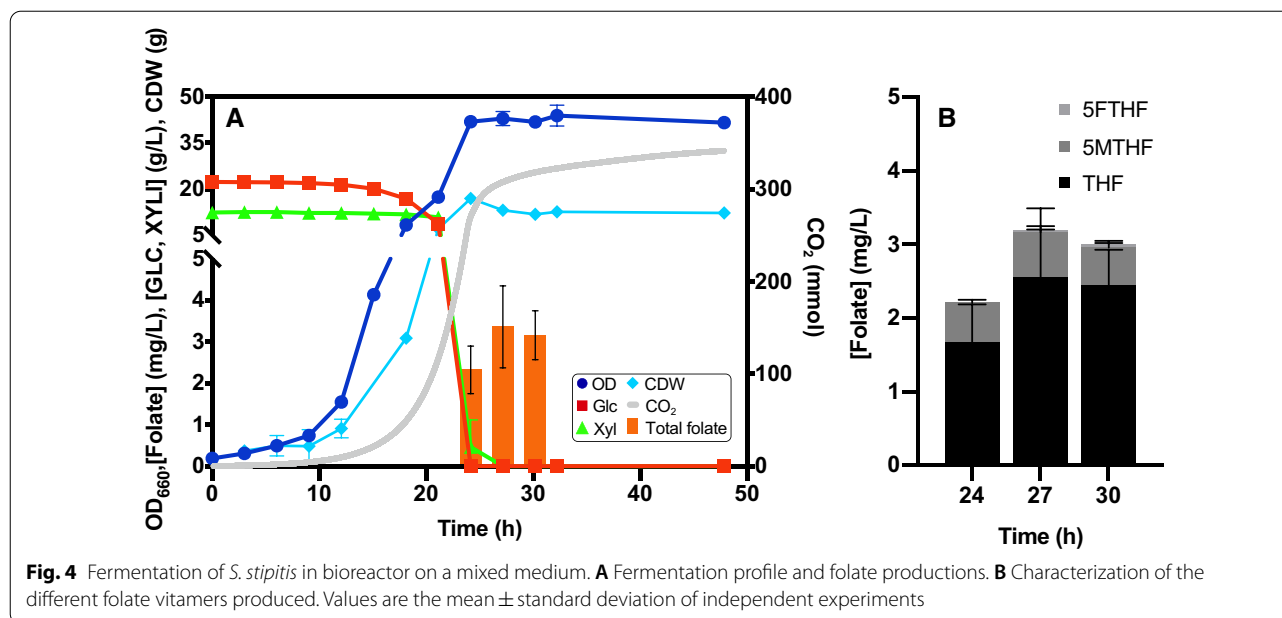 A
OD660,[Folate] (mg/L), [GLC, XYLI] (g/L), CDW (g)
50
35
20
5
5
4
3
2
1
0
0 10 20 30 40 50
Time (h)
400
300
200
100
0
CO2 (mmol)
OD CDW
Glc CO2
Xyl Total folate
B
5FTHF
5MTHF
THF
[Folate] (mg/L)
5
4
3
2
1
0
24 27 30
Time (h)
Fig. 4 Fermentation of S. stipitis in bioreactor on a mixed medium. A Fermentation profile and folate productions. B Characterization of the
different folate vitamers produced. Values are the mean ± standard deviation of independent experiments